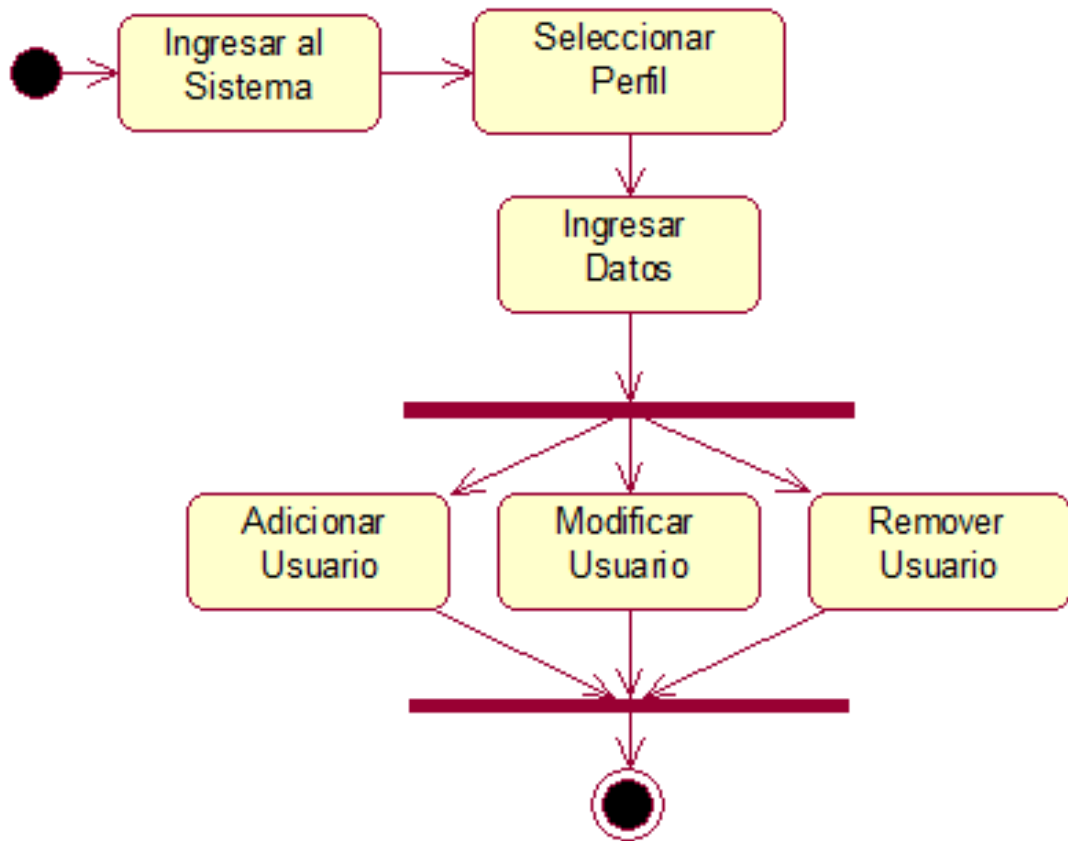 Ingresar al
Sistema
Seleccionar
Perfil
Ingresar
Datos
Adicionar
Usuario
Modificar
Usuario
Remover
Usuario